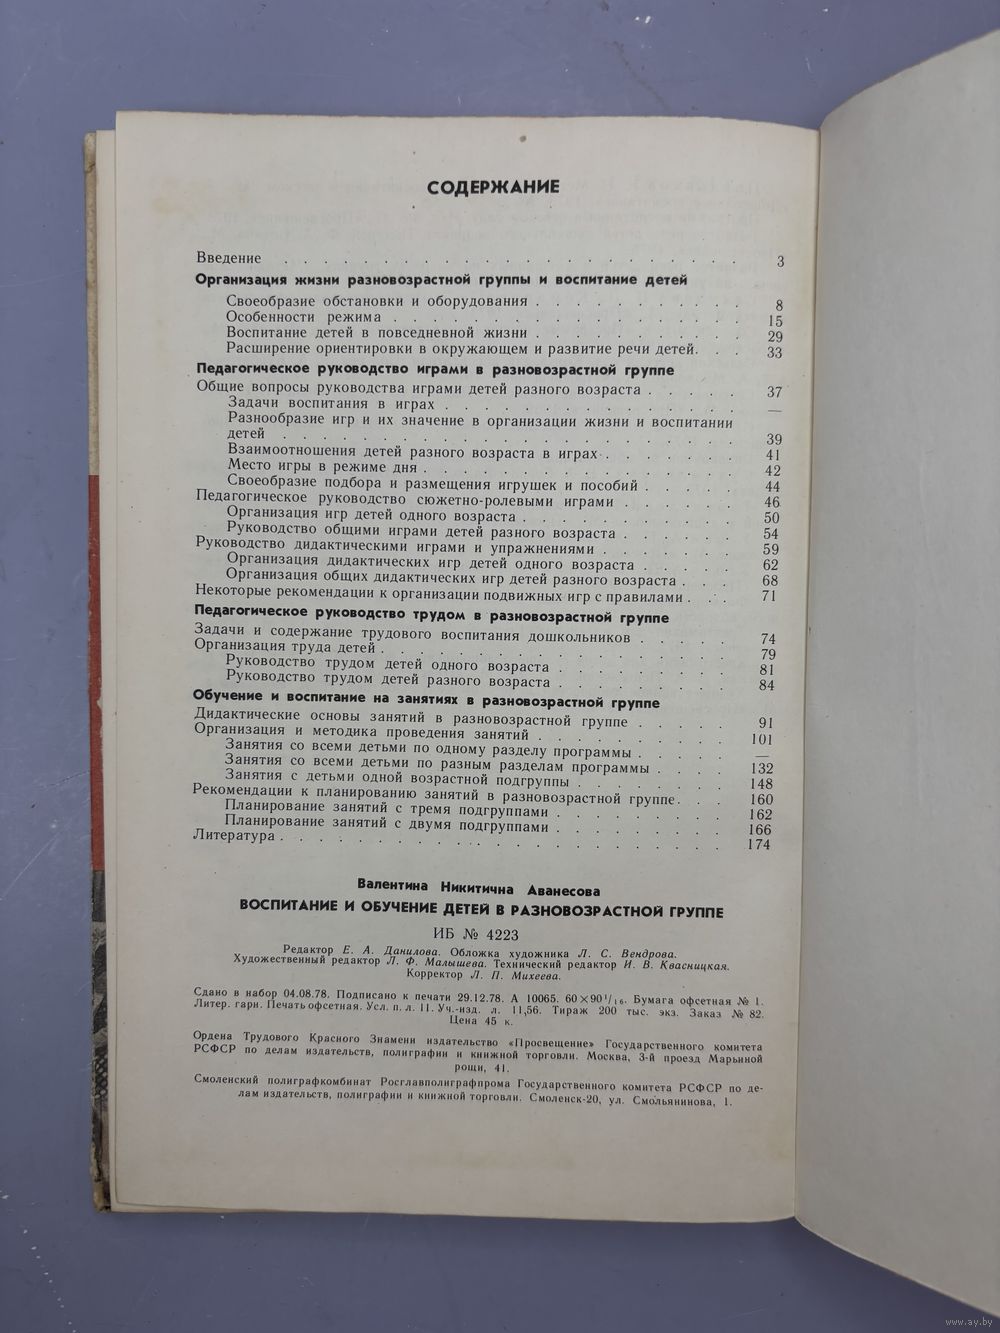 СОДЕРЖАНИЕ
Введение . . . . . . . . . . . . . . . . . . 3
Организация жизни разновозрастной группы и воспитание детей
Своеобразие обстановки и оборудования . . . . . . . . . . . 8
Особенности режима . . . . . . . . . . . . . . . . . 15
Воспитание детей в повседневной жизни . . . . . . . . . . . 29
Расширение ориентировки в окружающем и развитие речи детей. . . 33
Педагогическое руководство играми в разновозрастной группе
Общие вопросы руководства играми детей разного возраста . . . . . 37
Задачи воспитания в играх . . . . . . . . . . . . . . —
Разнообразие игр и их значение в организации жизни и воспитании
детей . . . . . . . . . . . . . . . . . . . . 39
Взаимоотношения детей разного возраста в играх . . . . . . . 41
Место игры в режиме дня . . . . . . . . . . . . . . . 42
Своеобразие подбора и размещения игрушек и пособий . . . . . 44
Педагогическое руководство сюжетно-ролевыми играми . . . . . . 46
Организация игр детей одного возраста . . . . . . . . . . . 50
Руководство общими играми детей разного возраста . . . . . . 54
Руководство дидактическими играми и упражнениями . . . . . . . 59
Организация дидактических игр детей одного возраста . . . . . 62
Организация общих дидактических игр детей разного возраста . . . 68
Некоторые рекомендации к организации подвижных игр с правилами . . . 71
Педагогическое руководство трудом в разновозрастной группе
Задачи и содержание трудового воспитания дошкольников . . . . . 74
Организация труда детей . . . . . . . . . . . . . . . . 79
Руководство трудом детей одного возраста . . . . . . . . . 81
Руководство трудом детей разного возраста . . . . . . . . . 84
Обучение и воспитание на занятиях в разновозрастной группе
Дидактические основы занятий в разновозрастной группе . . . . . 91
Организация и методика проведения занятий . . . . . . . . . . 101
Занятия со всеми детьми по одному разделу программы . . . . . —
Занятия со всеми детьми по разным разделам программы . . . . 132
Занятия с детьми одной возрастной подгруппы . . . . . . . . 148
Рекомендации к планированию занятий в разновозрастной группе. . . 160
Планирование занятий с тремя подгруппами . . . . . . . . . 162
Планирование занятий с двумя подгруппами . . . . . . . . . 166
Литература . . . . . . . . . . . . . . . . . . . . 174
Валентина Никитична Аванесова
ВОСПИТАНИЕ И ОБУЧЕНИЕ ДЕТЕЙ В РАЗНОВОЗРАСТНОЙ ГРУППЕ
ИБ № 4223
Редактор Е. А. Данилова. Обложка художника Л. С. Вендрова.
Художественный редактор Л. Ф. Малышева. Технический редактор И. В. Квасницкая.
Корректор Л. П. Михеева.
Сдано в набор 04.08.78. Подписано к печати 29.12.78. А 10065. 60×90¹/₁₆. Бумага офсетная № 1.
Литер. гарн. Печать офсетная. Усл. п. л. 11. Уч.-изд. л. 11,56. Тираж 200 тыс. экз. Заказ № 82.
Цена 45 к.
Ордена Трудового Красного Знамени издательство «Просвещение» Государственного комитета
РСФСР по делам издательств, полиграфии и книжной торговли. Москва, 3-й проезд Марьиной
рощи, 41.
Смоленский полиграфкомбинат Росглавполиграфпрома Государственного комитета РСФСР по де-
лам издательств, полиграфии и книжной торговли. Смоленск-20, ул. Смольянинова, 1.
www.ay.by